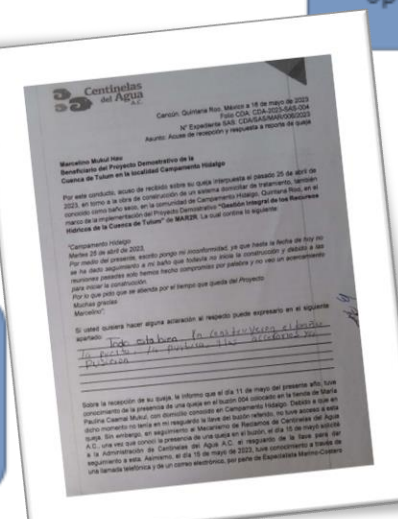 Centinelas
del Agua
A.C.
Cancún, Quintana Roo, México a 16 de mayo de 2023
Folio CDA: CDA-2023-SAS-004
N° Expediente SAS: CDA/SAS/MAR/006/2023
Asunto: Acuse de recepción y respuesta a reporte de queja
Marcelino Mukul Hau
Beneficiario del Proyecto Demostrativo de la
Cuenca de Tulum en la localidad Campamento Hidalgo
Por este conducto, acuso de recibido sobre su queja interpuesta el pasado 25 de abril de
2023, en torno a la obra de construcción de un sistema domiciliar de tratamiento, también
conocido como baño seco, en la comunidad de Campamento Hidalgo, Quintana Roo, en el
marco de la implementación del Proyecto Demostrativo "Gestión Integral de los Recursos
Hídricos de la Cuenca de Tulum" de MAR2R. La cual contine lo siguiente:
"Campamento Hidalgo
Martes 25 de abril de 2023.
Por medio del presente, escrito pongo mi inconformidad, ya que hasta la fecha de hoy no
se ha dado seguimiento a mi baño que todavía no inicia la construcción y debido a las
reuniones pasadas solo hemos hecho compromisos por palabra y no veo un acercamiento
para iniciar la construcción.
Por lo que pido que se atienda por el tiempo que queda del Proyecto.
Muchas gracias
Marcelino".
Si usted quisiera hacer alguna aclaración al respecto puede expresarlo en el siguiente
apartado: Todo esta bien.
la puerta, la pintura,
pusieron
Sobre la recepción de su queja, le informo que el día 11 de mayo del presente año, tuve
conocimiento de la presencia de una queja en el buzón 004 colocado en la tienda de María
Paulina Caamal Mukul, con domicilio conocido en Campamento Hidalgo. Debido a que en
dicho momento no tenía en mi resguardo la llave del buzón referido, no tuve acceso a esta
queja. Sin embargo, en seguimiento al Mecanismo de Reclamos de Centinelas del Agua
A.C., una vez que conocí la presencia de una queja en el buzón, el día 15 de mayo solicité
a la Administración de Centinelas del Agua A.C. el resguardo de la llave para dar
seguimiento a esta. Asimismo, el día 15 de mayo de 2023, tuve conocimiento a través de
una llamada telefónica y de un correo electrónico, por parte de Especialista Marino-Costero